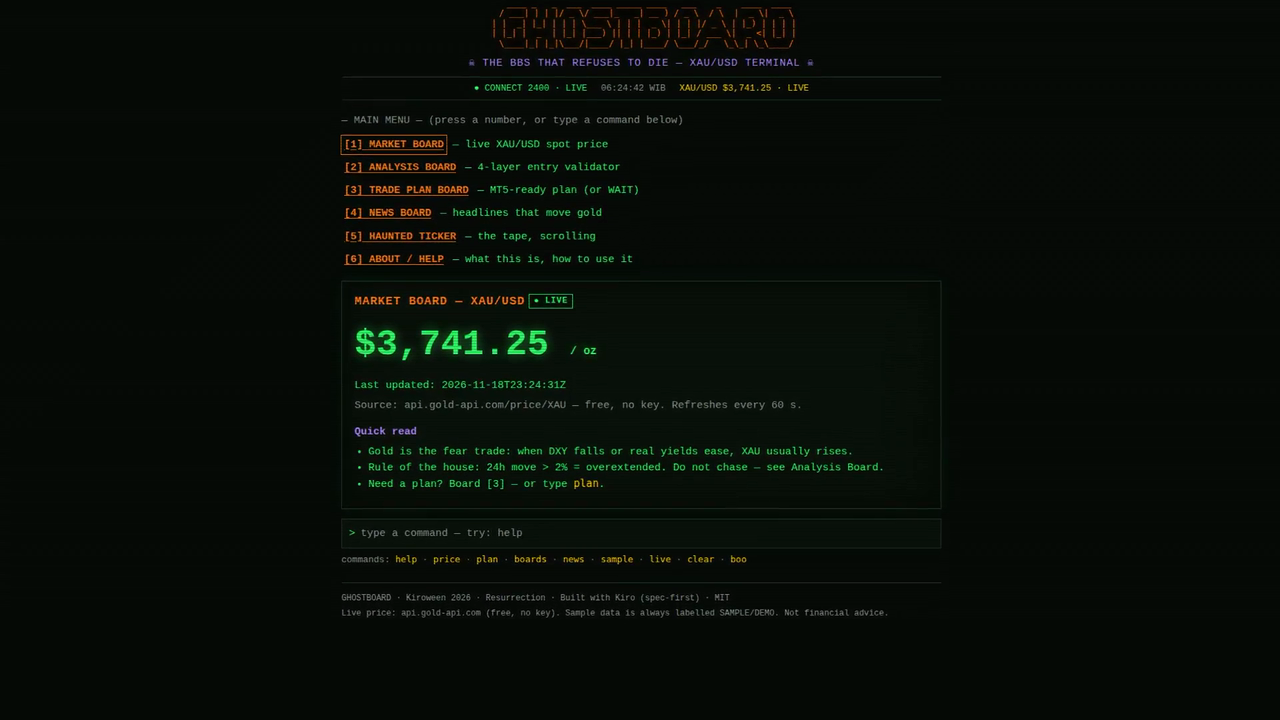 GHOSTBOARD
☠ THE BBS THAT REFUSES TO DIE — XAU/USD TERMINAL ☠
● CONNECT 2400 · LIVE 06:24:42 WIB XAU/USD $3,741.25 · LIVE
— MAIN MENU — (press a number, or type a command below)
[1] MARKET BOARD — live XAU/USD spot price
[2] ANALYSIS BOARD — 4-layer entry validator
[3] TRADE PLAN BOARD — MT5-ready plan (or WAIT)
[4] NEWS BOARD — headlines that move gold
[5] HAUNTED TICKER — the tape, scrolling
[6] ABOUT / HELP — what this is, how to use it
MARKET BOARD — XAU/USD ● LIVE
$3,741.25 / oz
Last updated: 2026-11-18T23:24:31Z
Source: api.gold-api.com/price/XAU — free, no key. Refreshes every 60 s.
Quick read
• Gold is the fear trade: when DXY falls or real yields ease, XAU usually rises.
• Rule of the house: 24h move > 2% = overextended. Do not chase — see Analysis Board.
• Need a plan? Board [3] — or type plan.
> type a command — try: help
commands: help · price · plan · boards · news · sample · live · clear · boo
GHOSTBOARD · Kiroween 2026 · Resurrection · Built with Kiro (spec-first) · MIT
Live price: api.gold-api.com (free, no key). Sample data is always labelled SAMPLE/DEMO. Not financial advice.